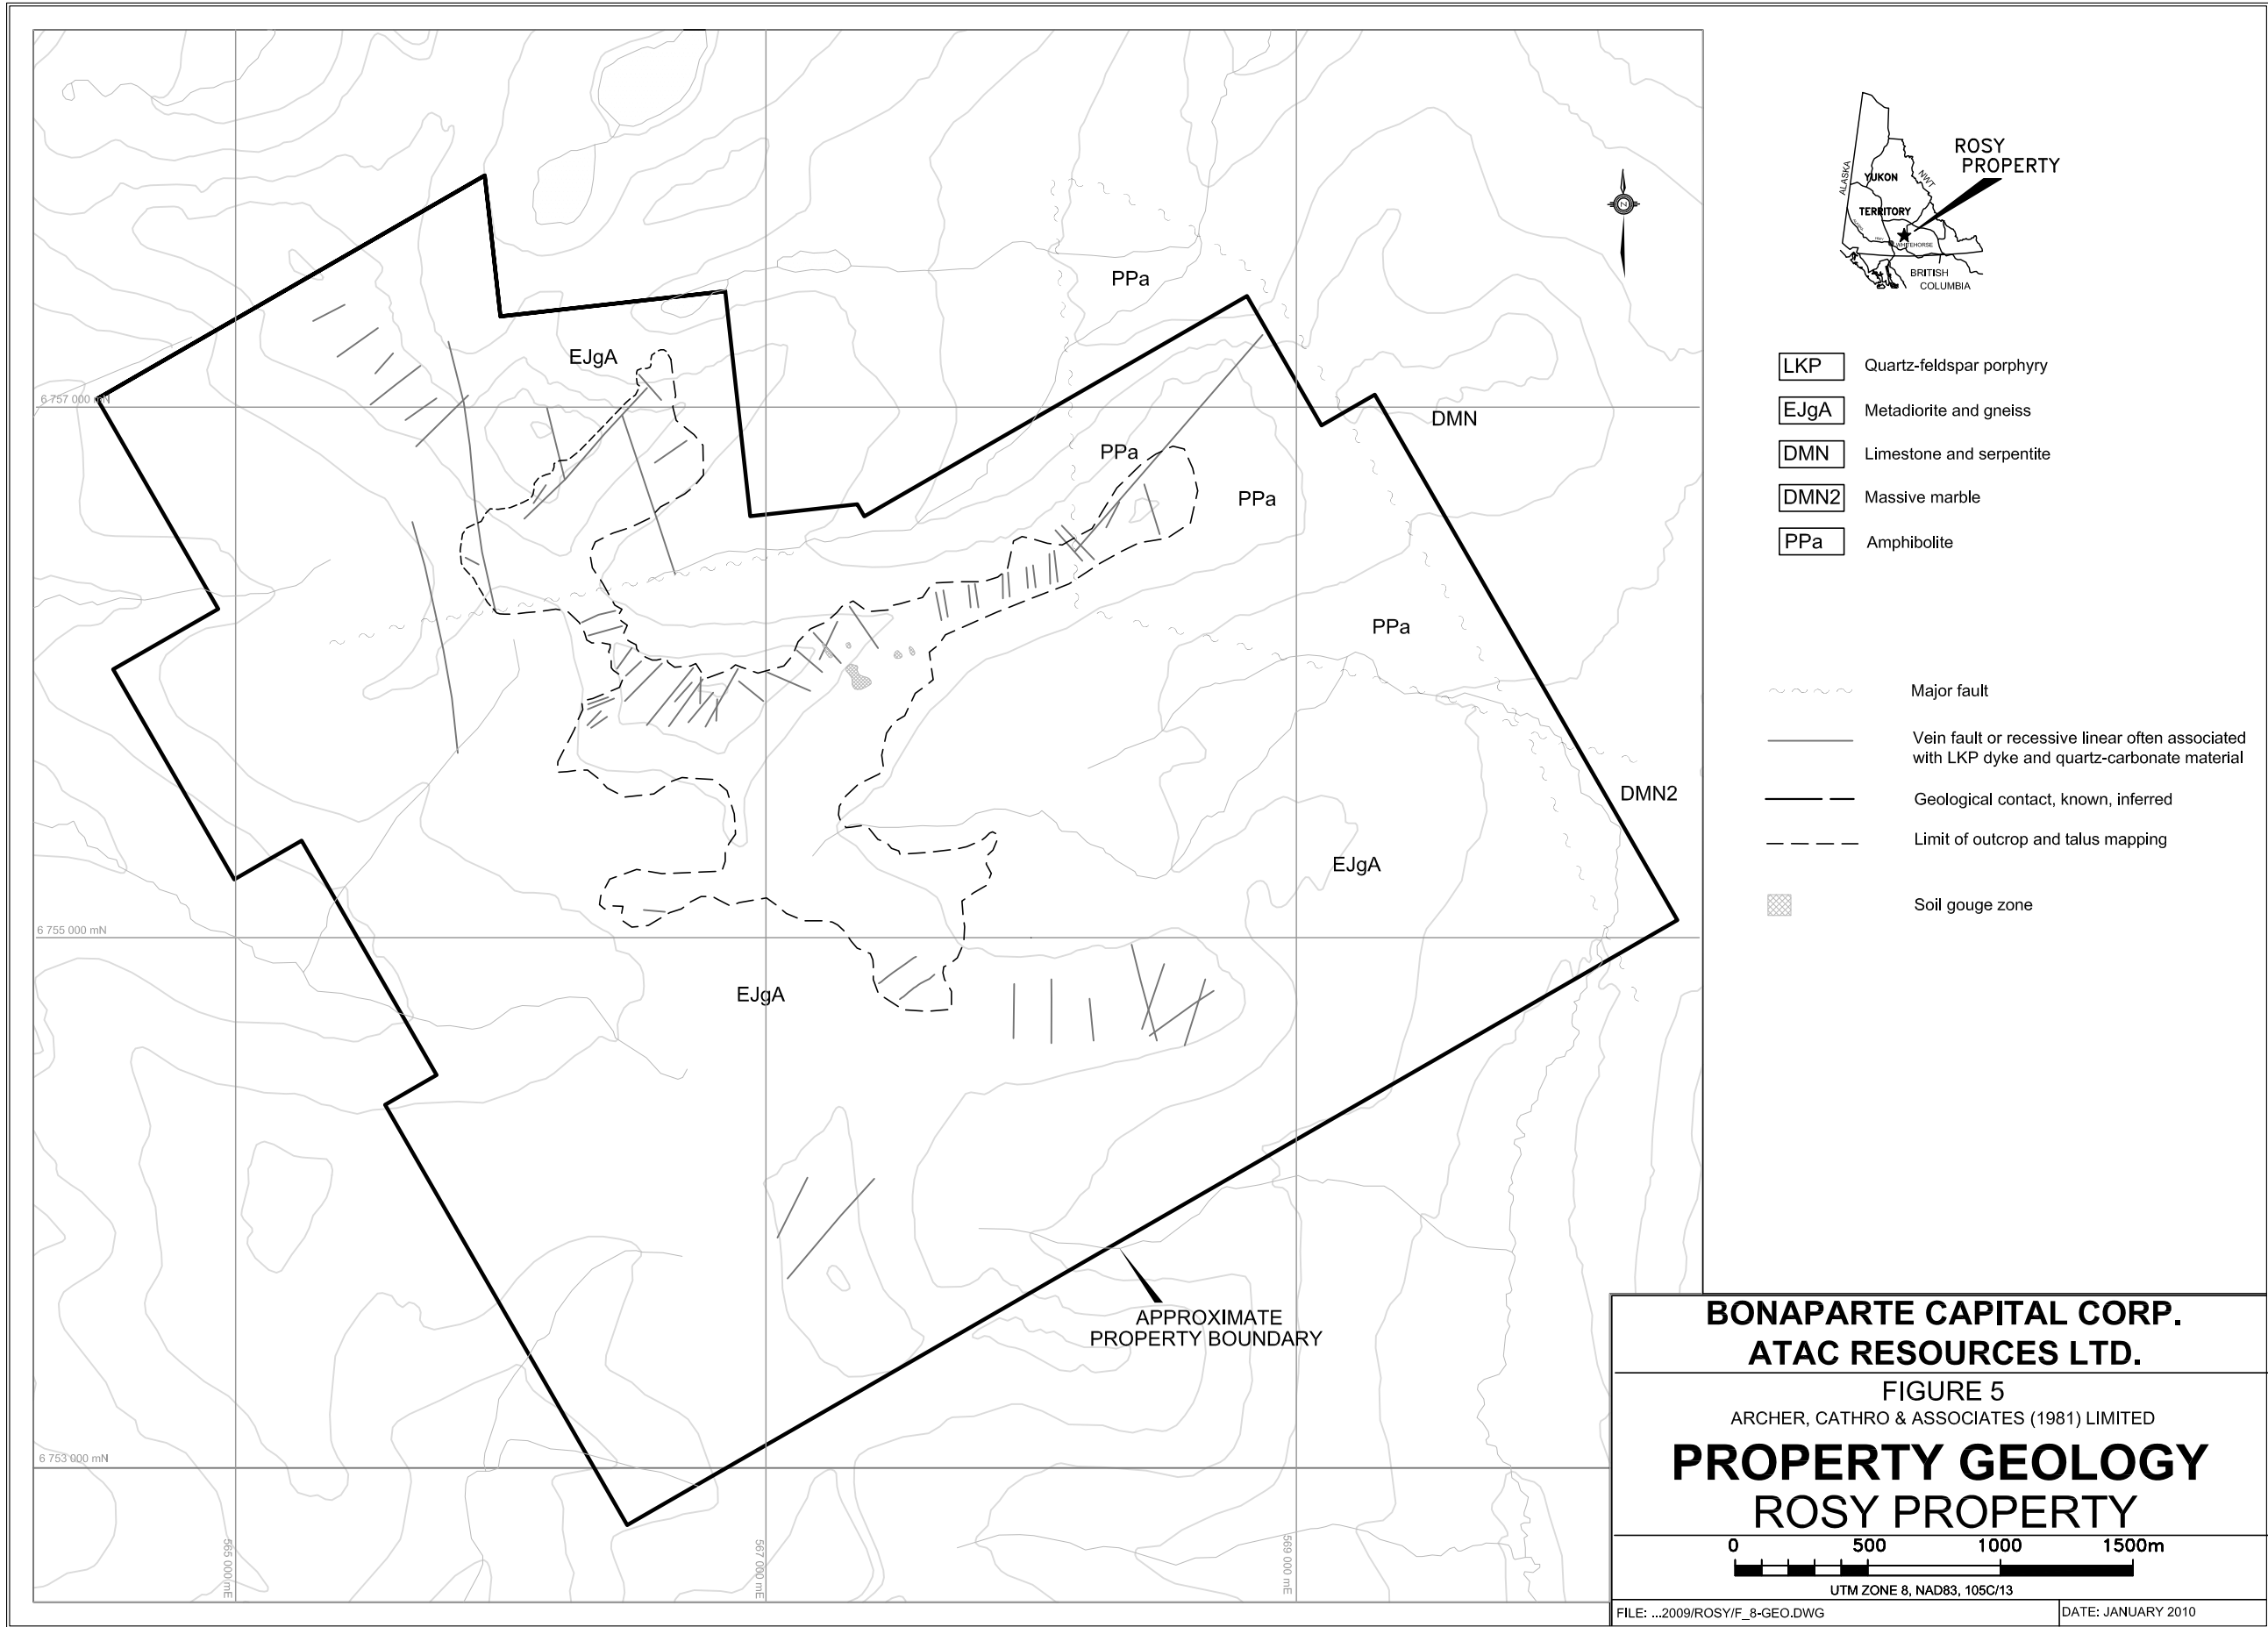 ROSY
PROPERTY
ALASKA
YUKON
NWT
TERRITORY
WHITEHORSE
BRITISH
COLUMBIA
N
PPa
EJgA
6 757 000 mN
DMN
PPa
PPa
PPa
DMN2
EJgA
6 755 000 mN
EJgA
APPROXIMATE
PROPERTY BOUNDARY
6 753 000 mN
565 000 mE
567 000 mE
569 000 mE
LKP Quartz-feldspar porphyry
EJgA Metadiorite and gneiss
DMN Limestone and serpentite
DMN2 Massive marble
PPa Amphibolite
Major fault
Vein fault or recessive linear often associated
with LKP dyke and quartz-carbonate material
Geological contact, known, inferred
Limit of outcrop and talus mapping
Soil gouge zone
BONAPARTE CAPITAL CORP.
ATAC RESOURCES LTD.
FIGURE 5
ARCHER, CATHRO & ASSOCIATES (1981) LIMITED
PROPERTY GEOLOGY
ROSY PROPERTY
0 500 1000 1500m
UTM ZONE 8, NAD83, 105C/13
FILE: ...2009/ROSY/F_8-GEO.DWG
DATE: JANUARY 2010